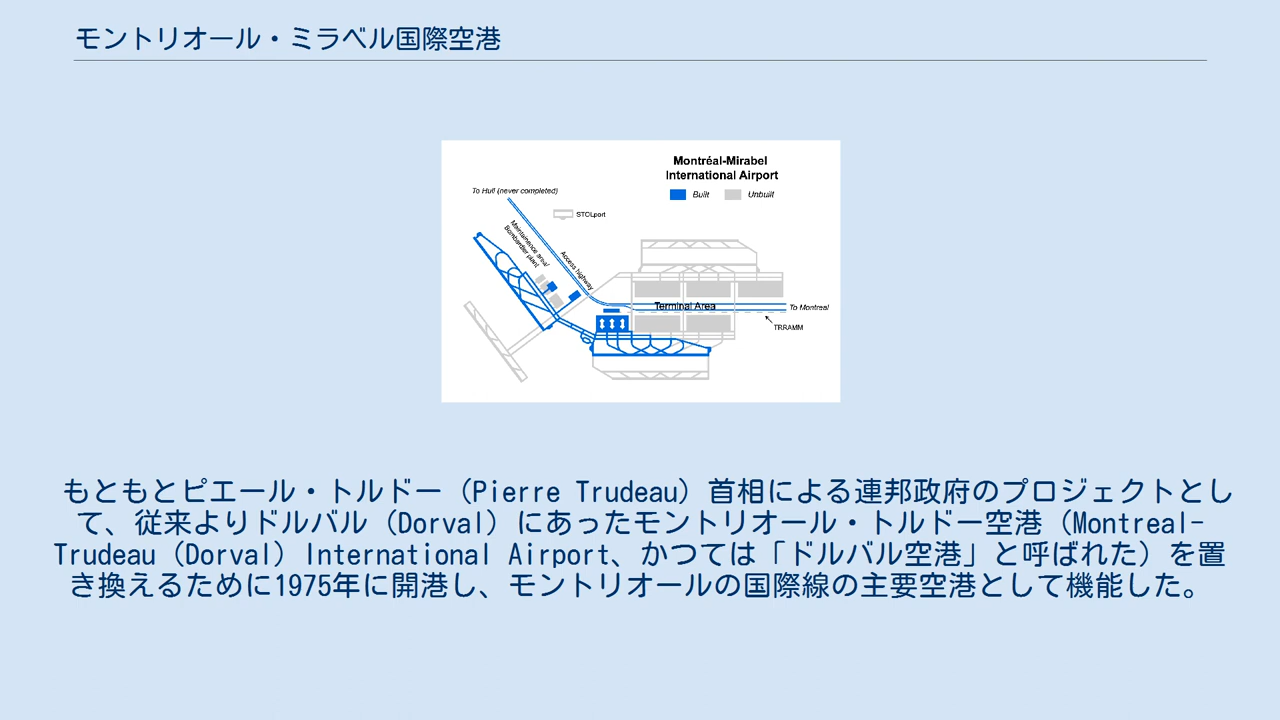 モントリオール・ミラベル国際空港
Montréal-Mirabel
International Airport
Built
Unbuilt
To Hull (never completed)
STOLport
Maintainence area/
Bombardier plant
Access highway
Terminal Area
To Montreal
TRRAMM
もともとピエール・トルドー（Pierre Trudeau）首相による連邦政府のプロジェクトとし
て、従来よりドルバル（Dorval）にあったモントリオール・トルドー空港（Montreal-
Trudeau（Dorval）International Airport、かつては「ドルバル空港」と呼ばれた）を置
き換えるために1975年に開港し、モントリオールの国際線の主要空港として機能した。